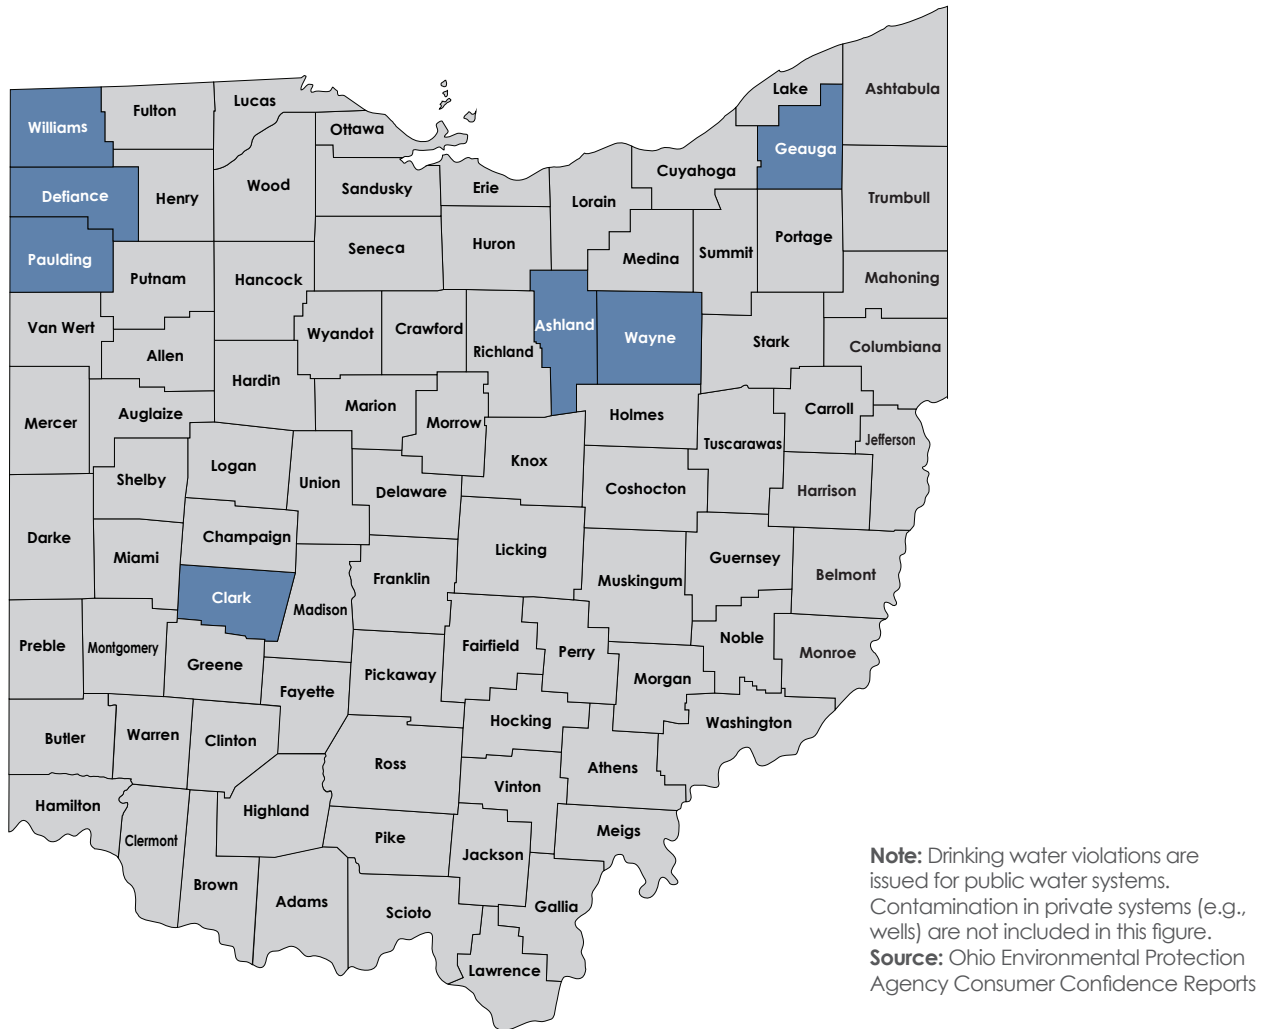 Lake
Ashtabula
Lucas
Fulton
Williams
Ottawa
Geauga
Cuyahoga
Wood
Sandusky
Erie
Defiance
Henry
Lorain
Trumbull
Portage
Huron
Seneca
Summit
Medina
Paulding
Putnam
Hancock
Mahoning
Van Wert
Wyandot
Crawford
Ashland
Wayne
Stark
Columbiana
Richland
Allen
Hardin
Marion
Auglaize
Mercer
Morrow
Holmes
Carroll
Tuscarawas
Jefferson
Knox
Logan
Shelby
Union
Delaware
Coshocton
Harrison
Darke
Champaign
Miami
Licking
Guernsey
Franklin
Muskingum
Belmont
Clark
Madison
Preble
Montgomery
Greene
Fairfield
Perry
Noble
Monroe
Pickaway
Morgan
Fayette
Hocking
Washington
Butler
Warren
Clinton
Ross
Athens
Vinton
Hamilton
Highland
Clermont
Pike
Meigs
Jackson
Brown
Adams
Scioto
Gallia
Lawrence
Note: Drinking water violations are
issued for public water systems.
Contamination in private systems (e.g.,
wells) are not included in this figure.
Source: Ohio Environmental Protection
Agency Consumer Confidence Reports